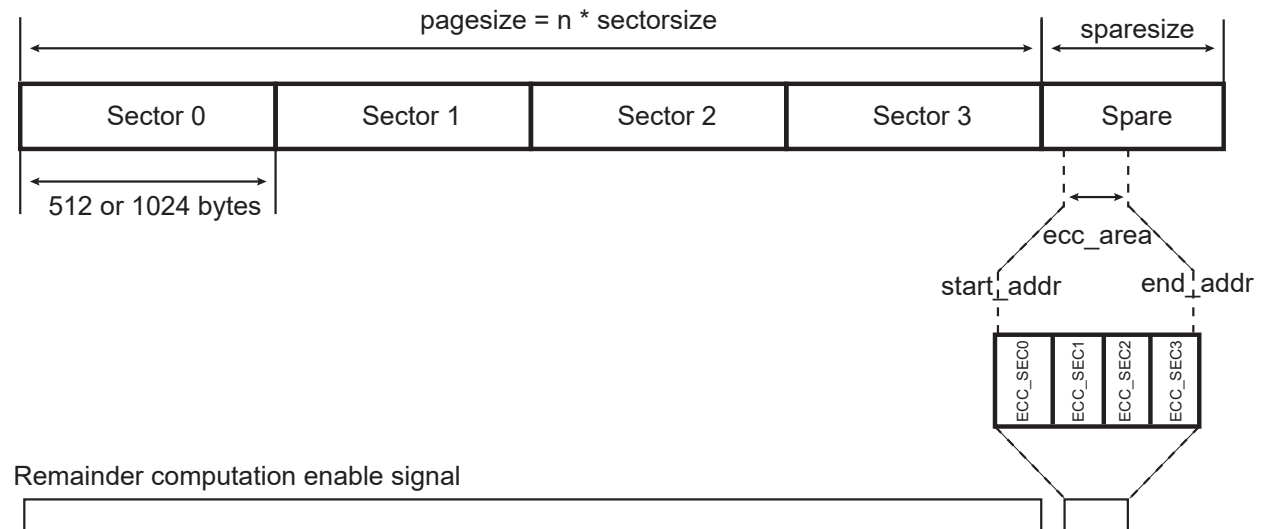 pagesize = n * sectorsize
sparesize
Sector 0
Sector 1
Sector 2
Sector 3
Spare
512 or 1024 bytes
ecc_area
start_addr
end_addr
ECC_SEC0
ECC_SEC1
ECC_SEC2
ECC_SEC3
Remainder computation enable signal